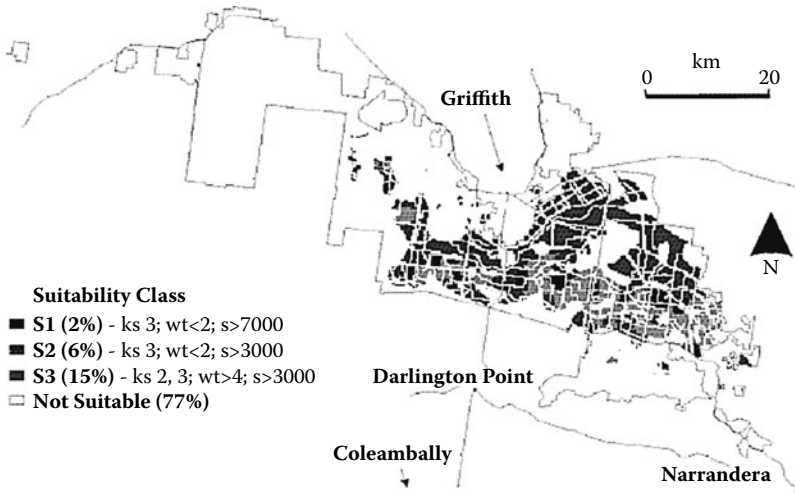 km
0 20
Griffith
N
Suitability Class
S1 (2%) - ks 3; wt<2; s>7000
S2 (6%) - ks 3; wt<2; s>3000
S3 (15%) - ks 2, 3; wt>4; s>3000
Not Suitable (77%)
Darlington Point
Coleambally
Narrandera